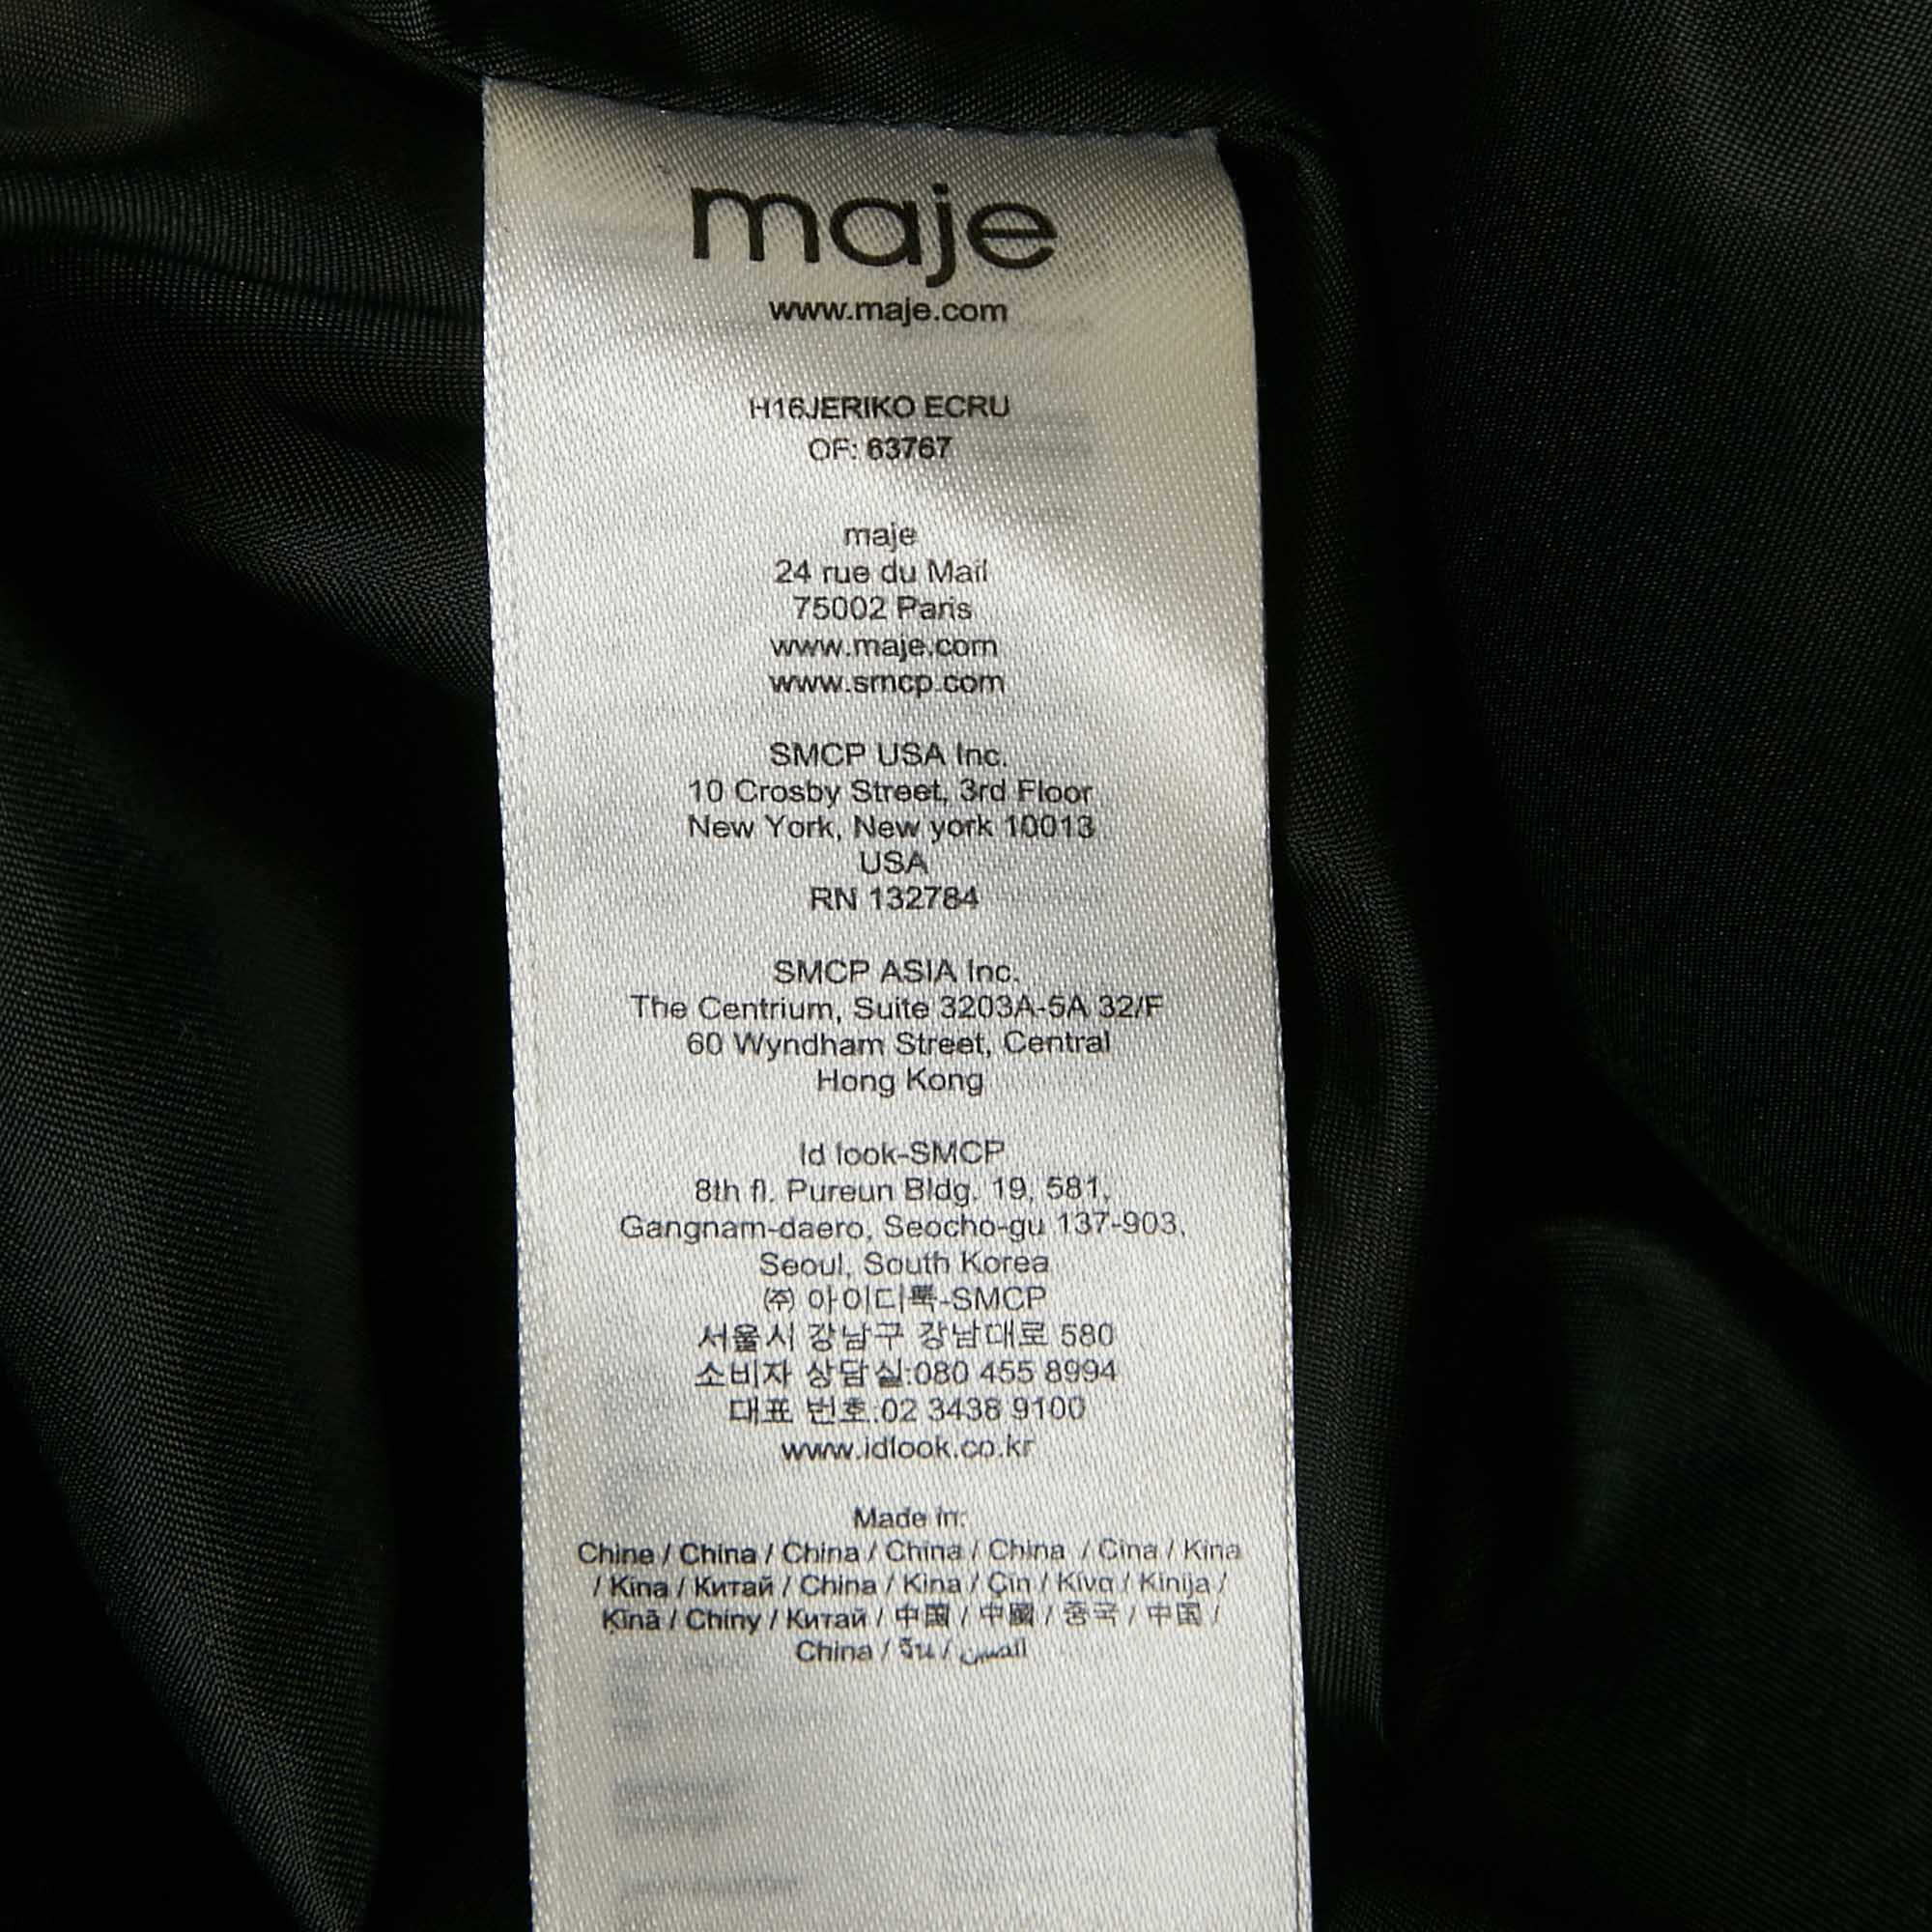 maje
www.maje.com
H16JERIKO ECRU
OF: 63767
maje
24 rue du Mail
75002 Paris
www.maje.com
www.smcp.com
SMCP USA Inc.
10 Crosby Street, 3rd Floor
New York, New york 10013
USA
RN 132784
SMCP ASIA Inc.
The Centrium, Suite 3203A-5A 32/F
60 Wyndham Street, Central
Hong Kong
Id look-SMCP
8th fl. Pureun Bldg. 19, 581,
Gangnam-daero, Seocho-gu 137-903,
Seoul, South Korea
㈜ 아이디룩-SMCP
서울시 강남구 강남대로 580
소비자 상담실:080 455 8994
대표 번호:02 3438 9100
www.idlook.co.kr
Made in:
Chine / China / China / China / China / Cina / Kina
/ Kina / Китай / China / Kina / Çin / Κίνα / Kinija /
Ķīnā / Chiny / Китай / 中国 / 中國 / 중국 / 中国 /
China / จีน / الصين